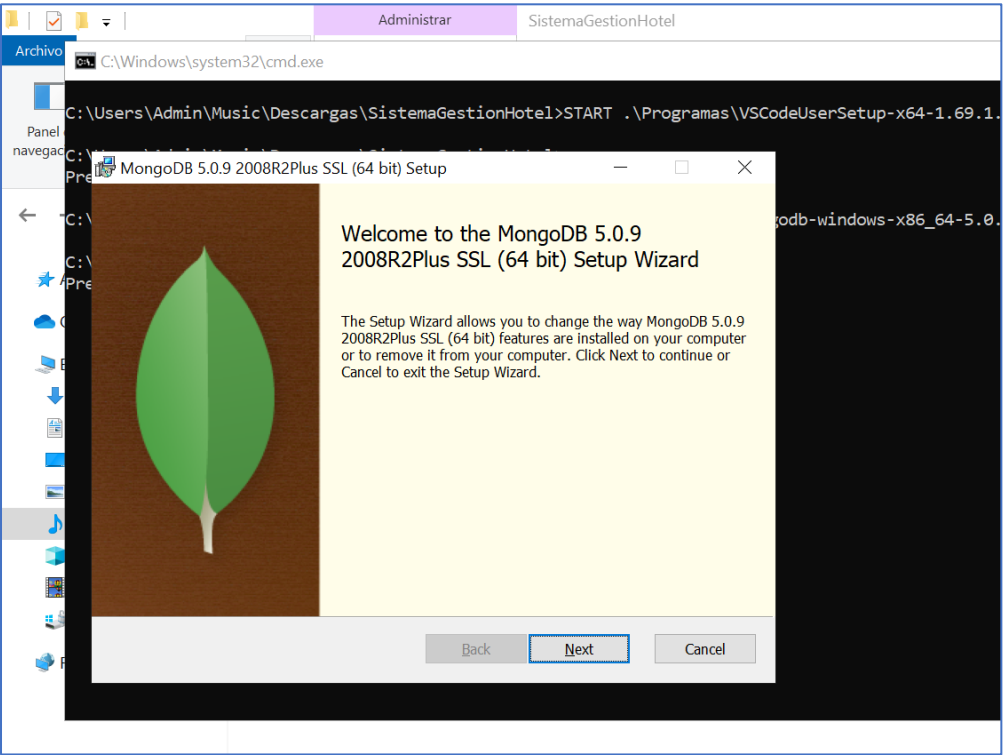 Administrar
SistemaGestionHotel
Archivo
C:\Windows\system32\cmd.exe
Panel
navegac
C:\Users\Admin\Music\Descargas\SistemaGestionHotel>START .\Programas\VSCodeUserSetup-x64-1.69.1.
C:\
Pre
MongoDB 5.0.9 2008R2Plus SSL (64 bit) Setup
C:\
godb-windows-x86_64-5.0.
C:\
Pre
Welcome to the MongoDB 5.0.9
2008R2Plus SSL (64 bit) Setup Wizard
The Setup Wizard allows you to change the way MongoDB 5.0.9
2008R2Plus SSL (64 bit) features are installed on your computer
or to remove it from your computer. Click Next to continue or
Cancel to exit the Setup Wizard.
Back
Next
Cancel